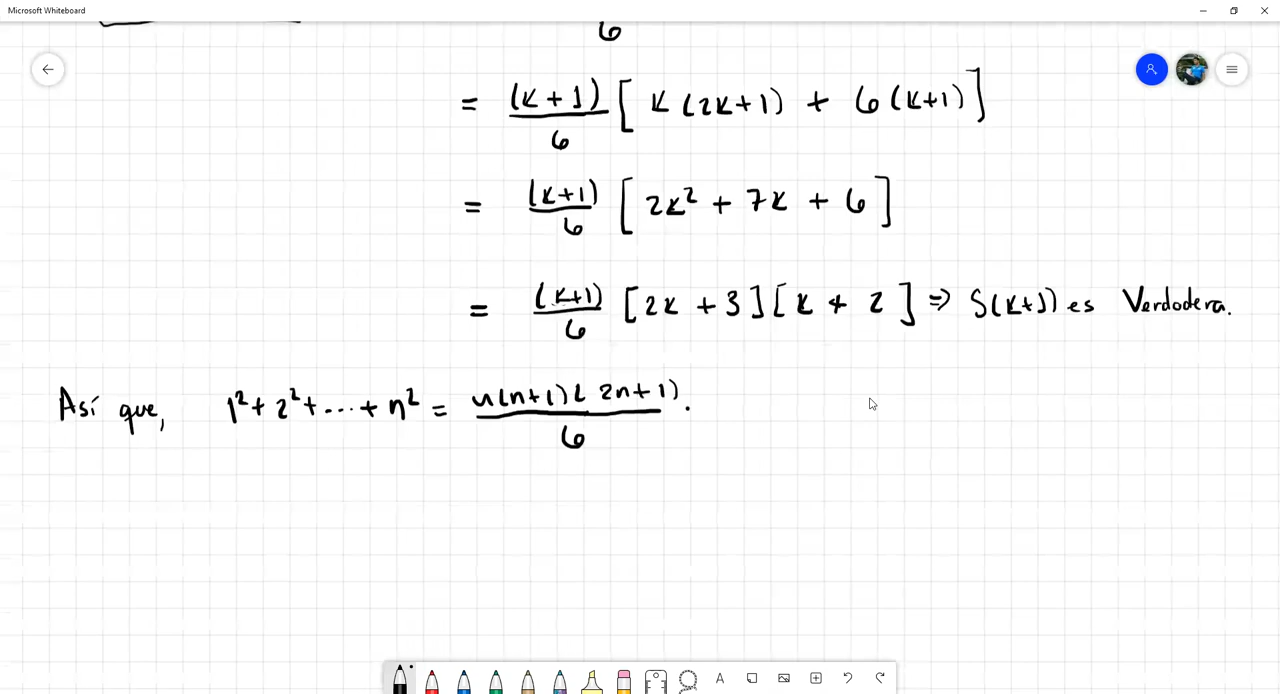 Microsoft Whiteboard
6
= (k+1)/6 [ k(2k+1) + 6(k+1) ]
= (k+1)/6 [ 2k² + 7k + 6 ]
= (k+1)/6 [2k + 3][k + 2] ⇒ S(k+1) es Verdadera.
Así que, 1² + 2² + ... + n² = n(n+1)(2n+1)/6.
A